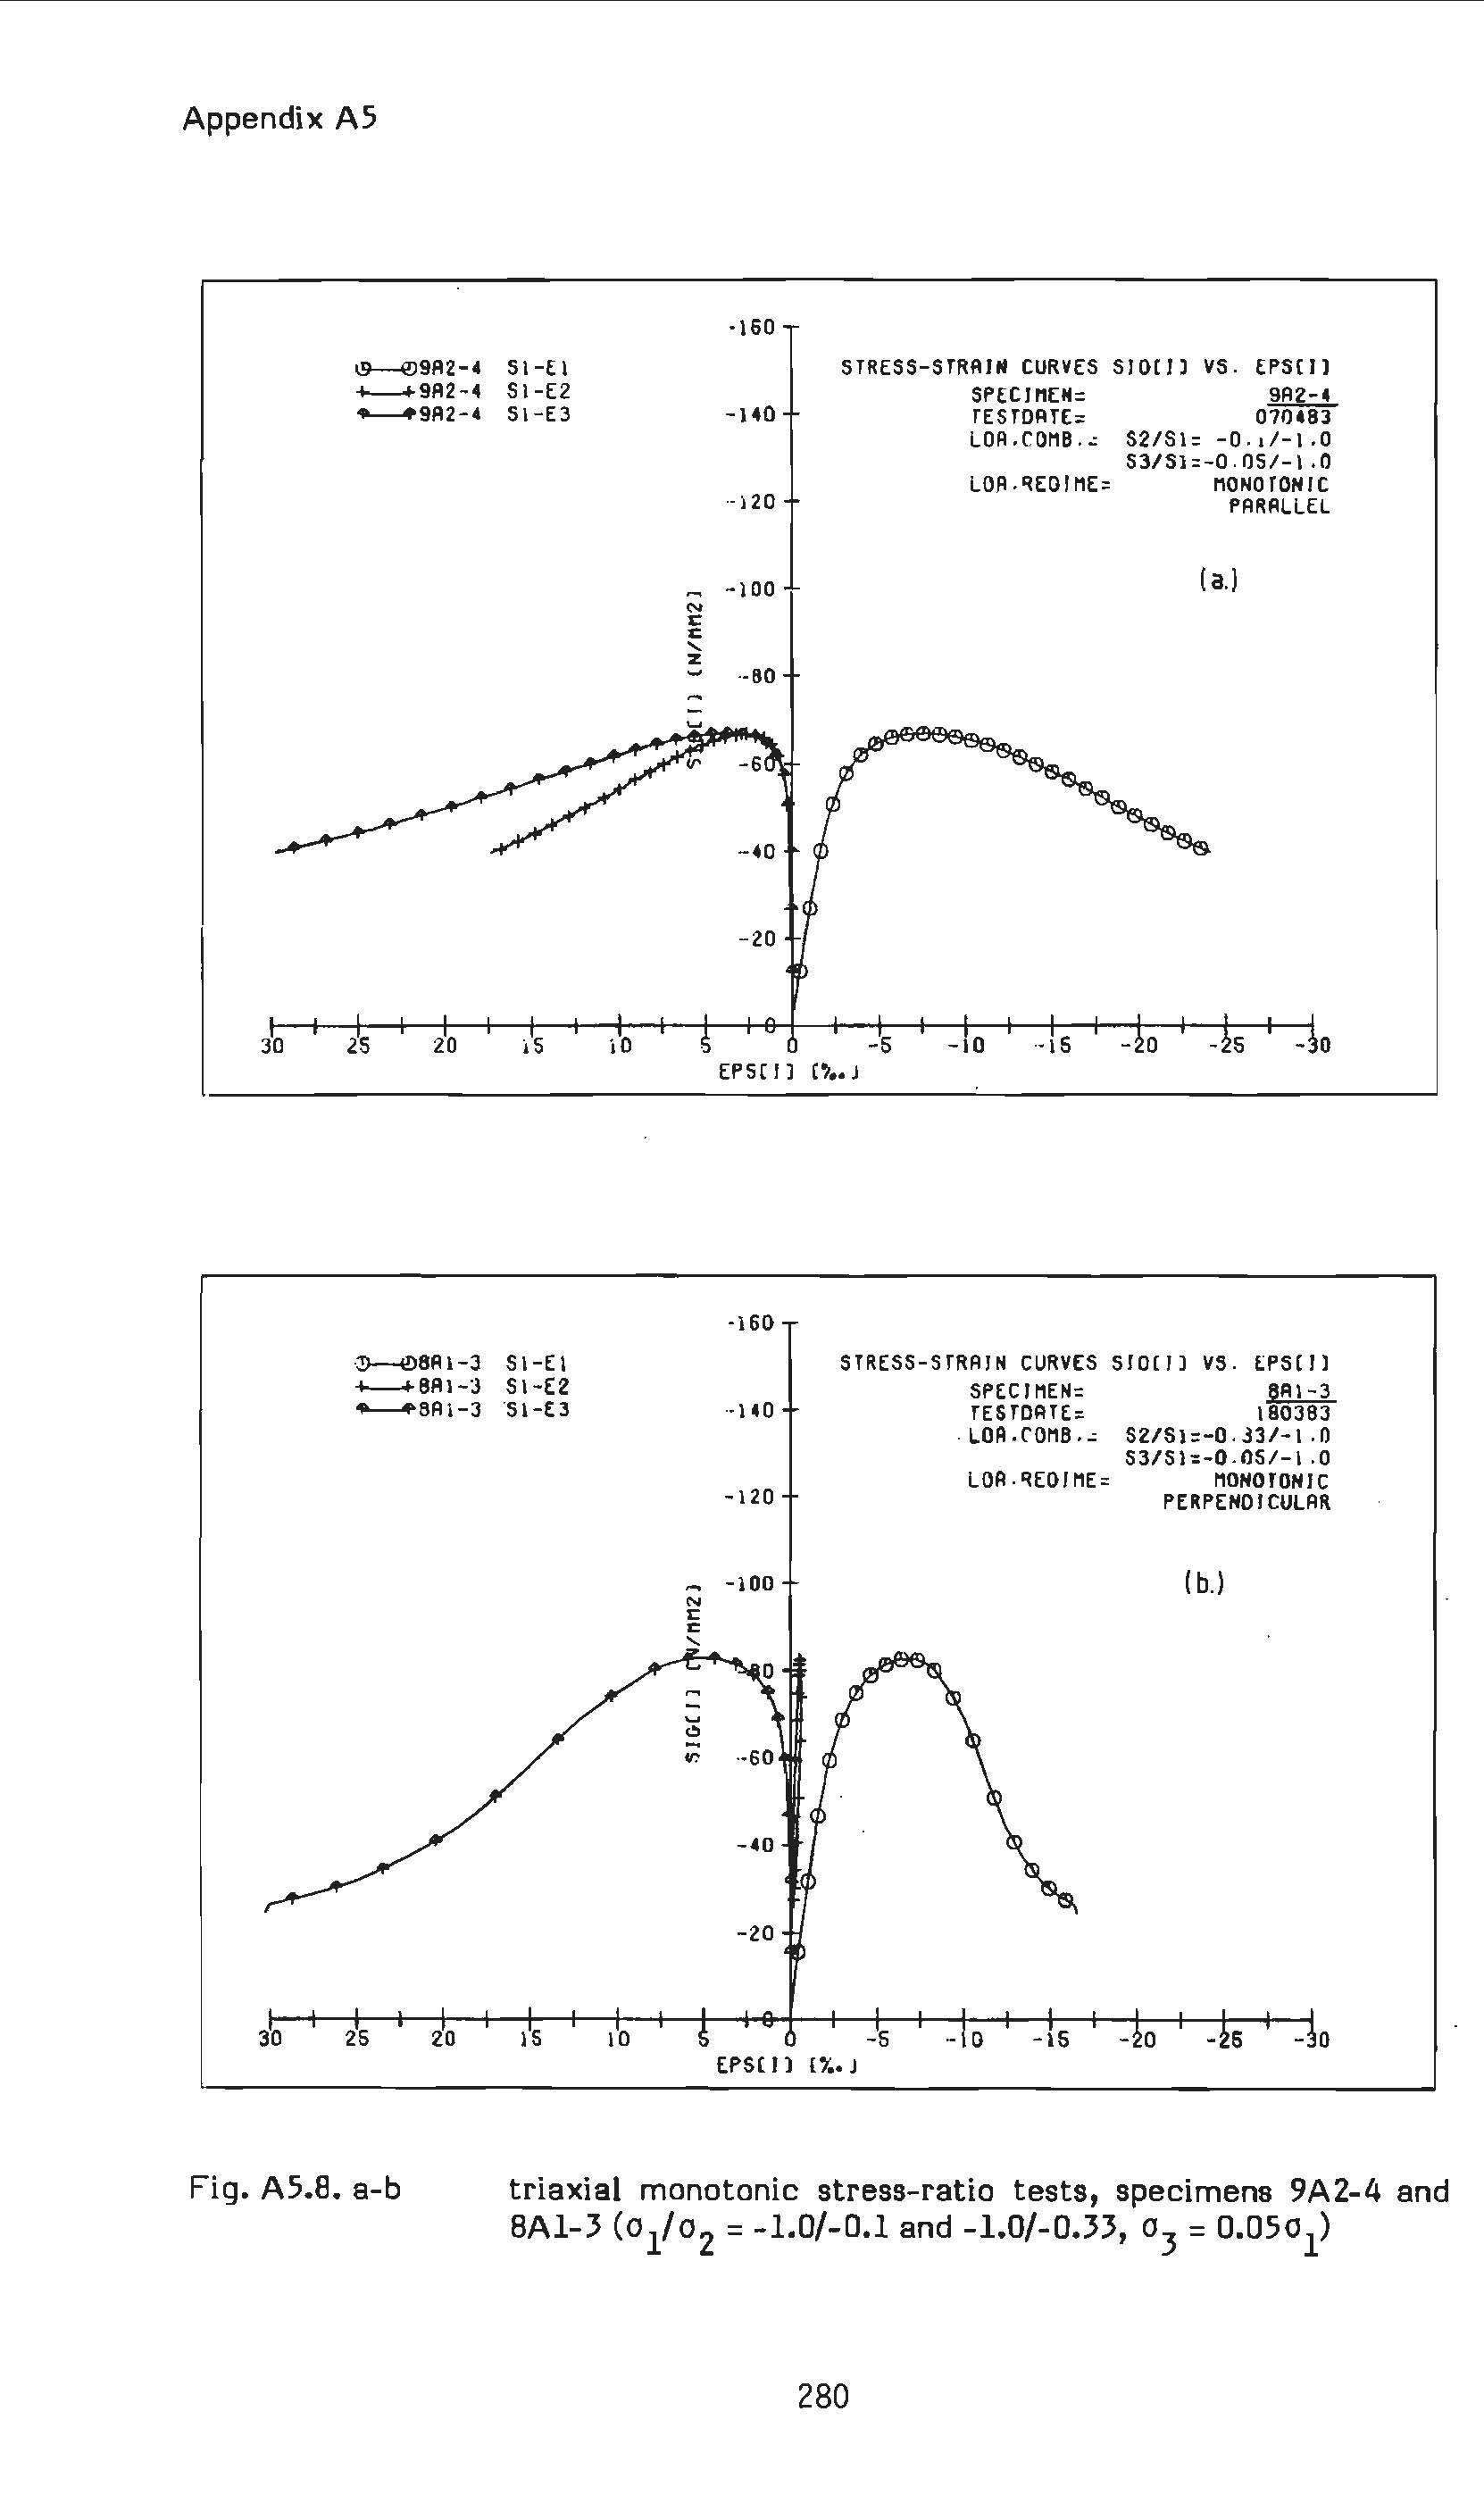 Appendix A5
-160
9A2-4 S1-E1
9A2-4 S1-E2
9A2-4 S1-E3
STRESS-STRAIN CURVES SIG[I] VS. EPS[I]
SPECIMEN= 9A2-4
TESTDATE= 070483
LOA.COMB.= S2/S1= -0.1/-1.0
S3/S1=-0.05/-1.0
LOA.REGIME= MONOTONIC
PARALLEL
-140
-120
-100
(a.)
[N/MM2]
-80
-60
-40
-20
0
30 25 20 15 10 5 0 -5 -10 -15 -20 -25 -30
EPS[I] [‰]
-160
8A1-3 S1-E1
8A1-3 S1-E2
8A1-3 S1-E3
STRESS-STRAIN CURVES SIG[I] VS. EPS[I]
SPECIMEN= 8A1-3
TESTDATE= 180383
LOA.COMB.= S2/S1=-0.33/-1.0
S3/S1=-0.05/-1.0
LOA.REGIME= MONOTONIC
PERPENDICULAR
-140
-120
-100
(b.)
SIG[I] [N/MM2]
-80
-60
-40
-20
0
30 25 20 15 10 5 0 -5 -10 -15 -20 -25 -30
EPS[I] [‰]
Fig. A5.8. a-b triaxial monotonic stress-ratio tests, specimens 9A2-4 and
8A1-3 (σ1/σ2 = -1.0/-0.1 and -1.0/-0.33, σ3 = 0.05σ1)
280